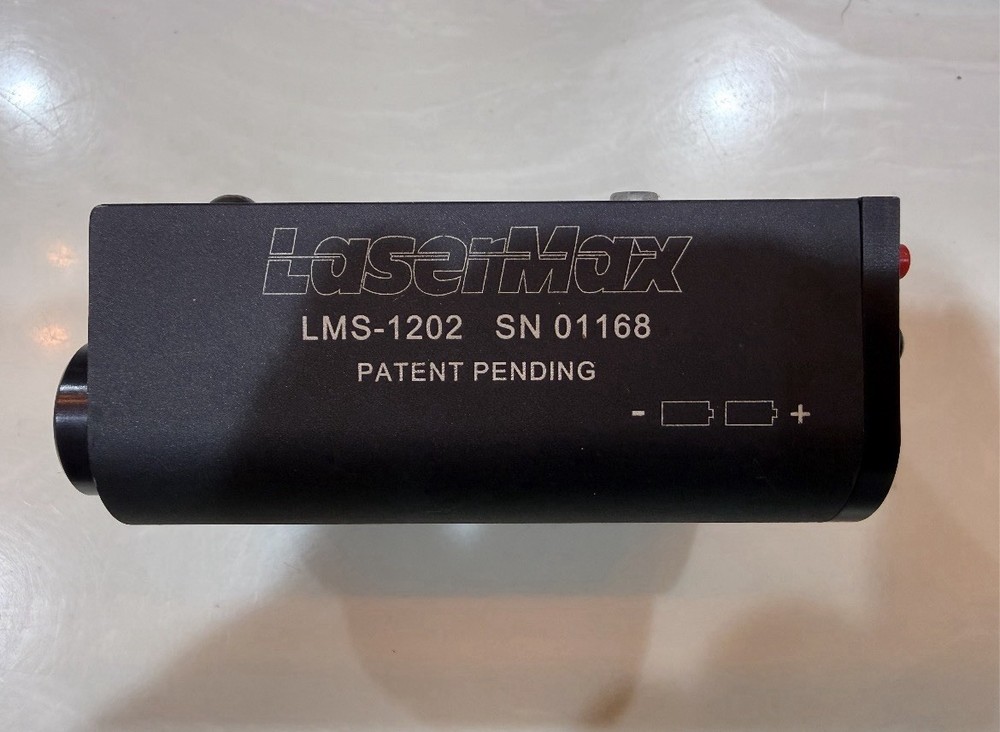 LaserMax
LMS-1202 SN 01168
PATENT PENDING
- +